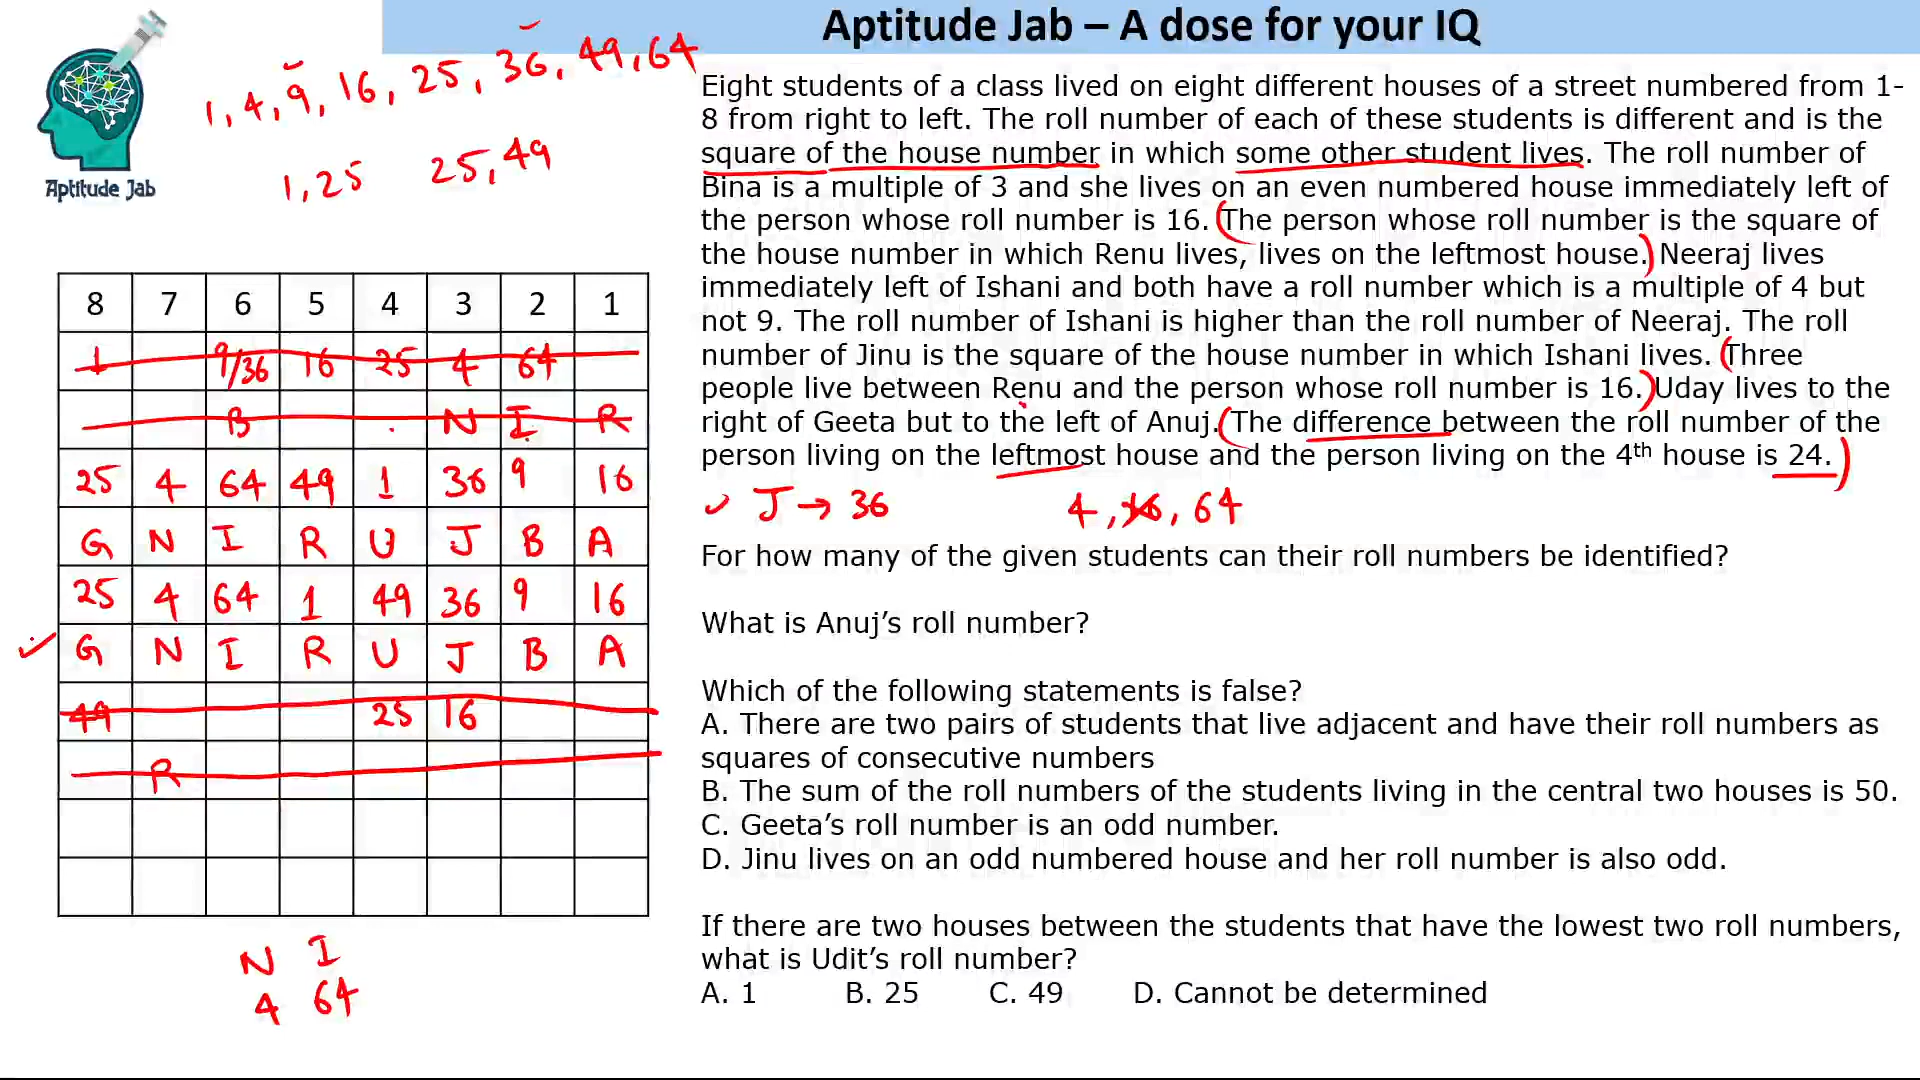 Aptitude Jab – A dose for your IQ
Aptitude Jab
1, 4, 9, 16, 25, 36, 49, 64
1, 25 25, 49
Eight students of a class lived on eight different houses of a street numbered from 1-
8 from right to left. The roll number of each of these students is different and is the
square of the house number in which some other student lives. The roll number of
Bina is a multiple of 3 and she lives on an even numbered house immediately left of
the person whose roll number is 16. (The person whose roll number is the square of
the house number in which Renu lives, lives on the leftmost house.) Neeraj lives
immediately left of Ishani and both have a roll number which is a multiple of 4 but
not 9. The roll number of Ishani is higher than the roll number of Neeraj. The roll
number of Jinu is the square of the house number in which Ishani lives. (Three
people live between Renu and the person whose roll number is 16.) Uday lives to the
right of Geeta but to the left of Anuj. (The difference between the roll number of the
person living on the leftmost house and the person living on the 4th house is 24.)
J → 36 4, 16, 64
8 7 6 5 4 3 2 1
1 9/36 16 25 4 64
B N I R
25 4 64 49 1 36 9 16
G N I R U J B A
25 4 64 1 49 36 9 16
G N I R U J B A
49 25 16
R
N I
4 64
For how many of the given students can their roll numbers be identified?
What is Anuj's roll number?
Which of the following statements is false?
A. There are two pairs of students that live adjacent and have their roll numbers as
squares of consecutive numbers
B. The sum of the roll numbers of the students living in the central two houses is 50.
C. Geeta's roll number is an odd number.
D. Jinu lives on an odd numbered house and her roll number is also odd.
If there are two houses between the students that have the lowest two roll numbers,
what is Udit's roll number?
A. 1 B. 25 C. 49 D. Cannot be determined